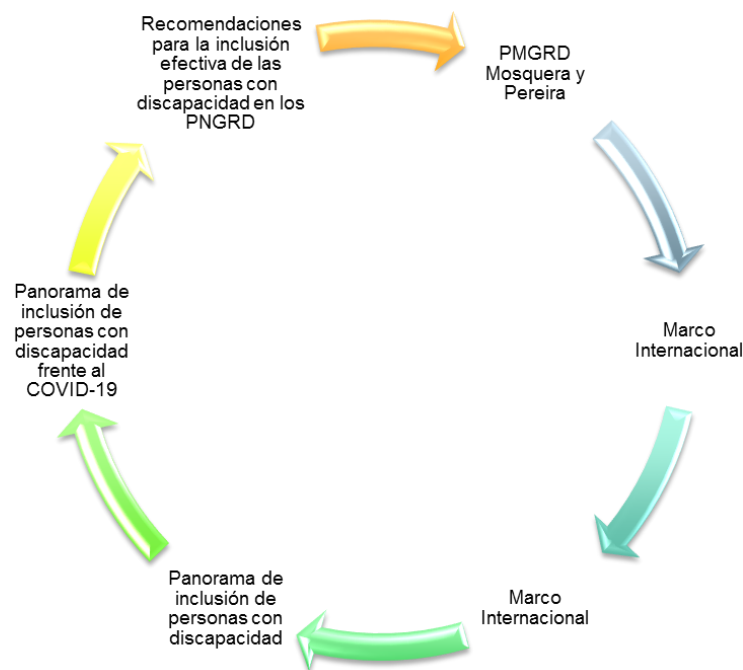 Recomendaciones
para la inclusión
efectiva de las
personas con
discapacidad en los
PNGRD
PMGRD
Mosquera y
Pereira
Marco
Internacional
Marco
Internacional
Panorama de
inclusión de
personas con
discapacidad
Panorama de
inclusión de
personas con
discapacidad
frente al
COVID-19